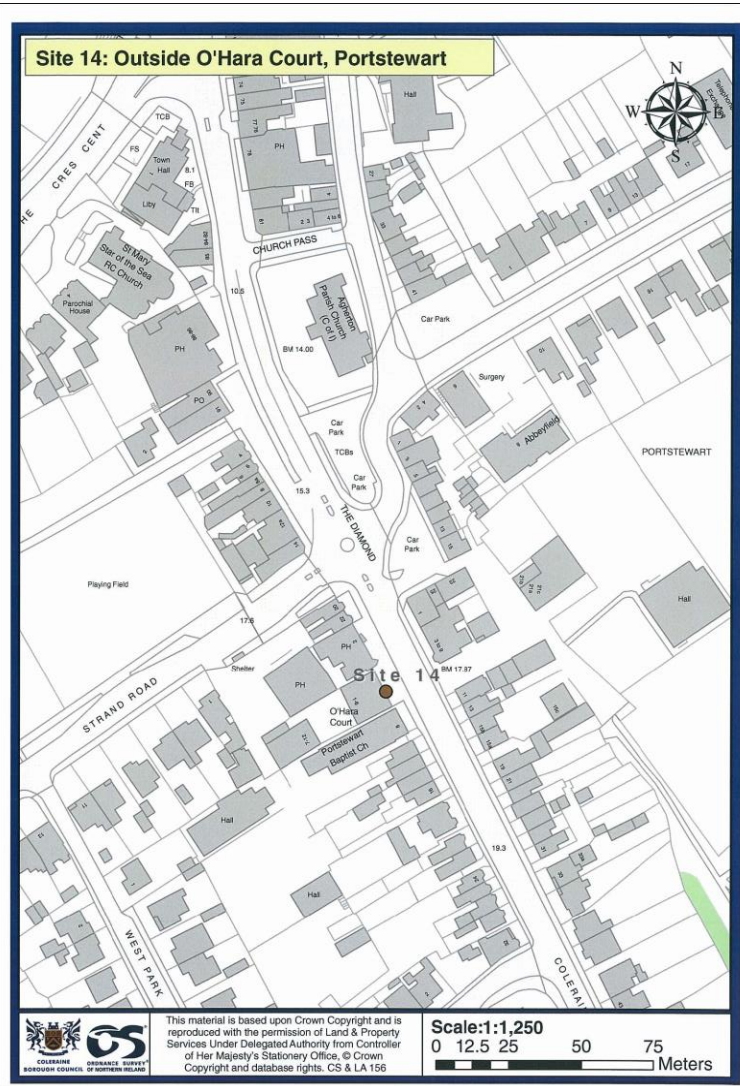 Site 14: Outside O'Hara Court, Portstewart
N
W
E
S
Telephone
Exchange
Hall
TCB
FS
Town
Hall
Liby
8.1
FB
CRES CENT
PH
CHURCH PASS
St Mary
Star of the Sea
RC Church
Parochial
House
10.5
Agherton
Parish Church
(C of I)
BM 14.00
Car Park
PH
PO
Surgery
Abbeyfield
Car
Park
TCBs
Car
Park
PORTSTEWART
15.3
THE DIAMOND
Car
Park
Playing Field
Hall
17.6
Shelter
PH
PH
BM 17.87
Site 14
STRAND ROAD
O'Hara
Court
Portstewart
Baptist Ch
Hall
19.3
Hall
WEST PARK
COLERAI
COLERAINE
BOROUGH COUNCIL
OS
ORDNANCE SURVEY
OF NORTHERN IRELAND
This material is based upon Crown Copyright and is
reproduced with the permission of Land & Property
Services Under Delegated Authority from Controller
of Her Majesty's Stationery Office, © Crown
Copyright and database rights. CS & LA 156
Scale:1:1,250
0 12.5 25 50 75
Meters